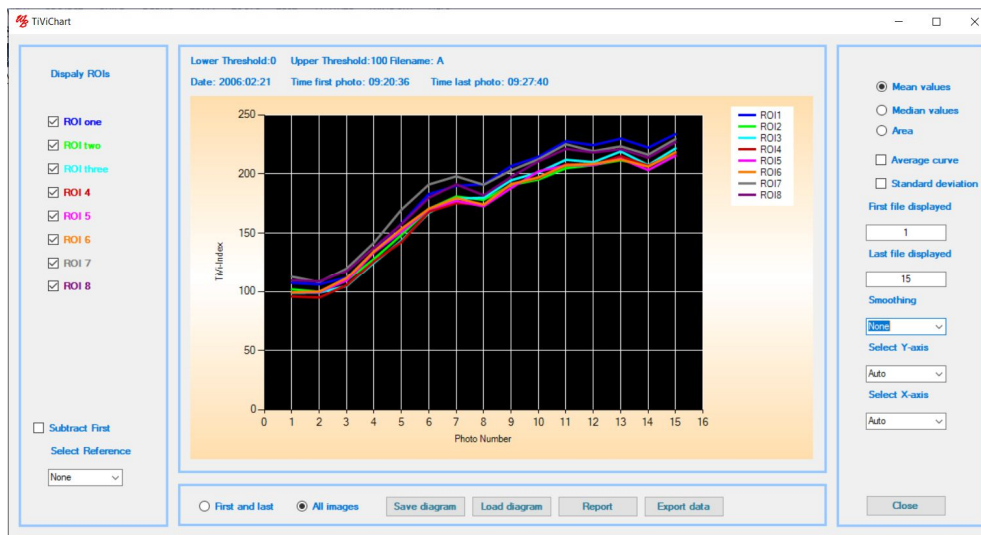 TiViChart
Dispaly ROIs
ROI one
ROI two
ROI three
ROI 4
ROI 5
ROI 6
ROI 7
ROI 8
Subtract First
Select Reference
None
Lower Threshold:0 Upper Threshold:100 Filename: A
Date: 2006:02:21 Time first photo: 09:20:36 Time last photo: 09:27:40
250
200
150
100
50
0
TiVi-Index
0 1 2 3 4 5 6 7 8 9 10 11 12 13 14 15 16
Photo Number
ROI1
ROI2
ROI3
ROI4
ROI5
ROI6
ROI7
ROI8
First and last
All images
Save diagram
Load diagram
Report
Export data
Mean values
Median values
Area
Average curve
Standard deviation
First file displayed
1
Last file displayed
15
Smoothing
None
Select Y-axis
Auto
Select X-axis
Auto
Close